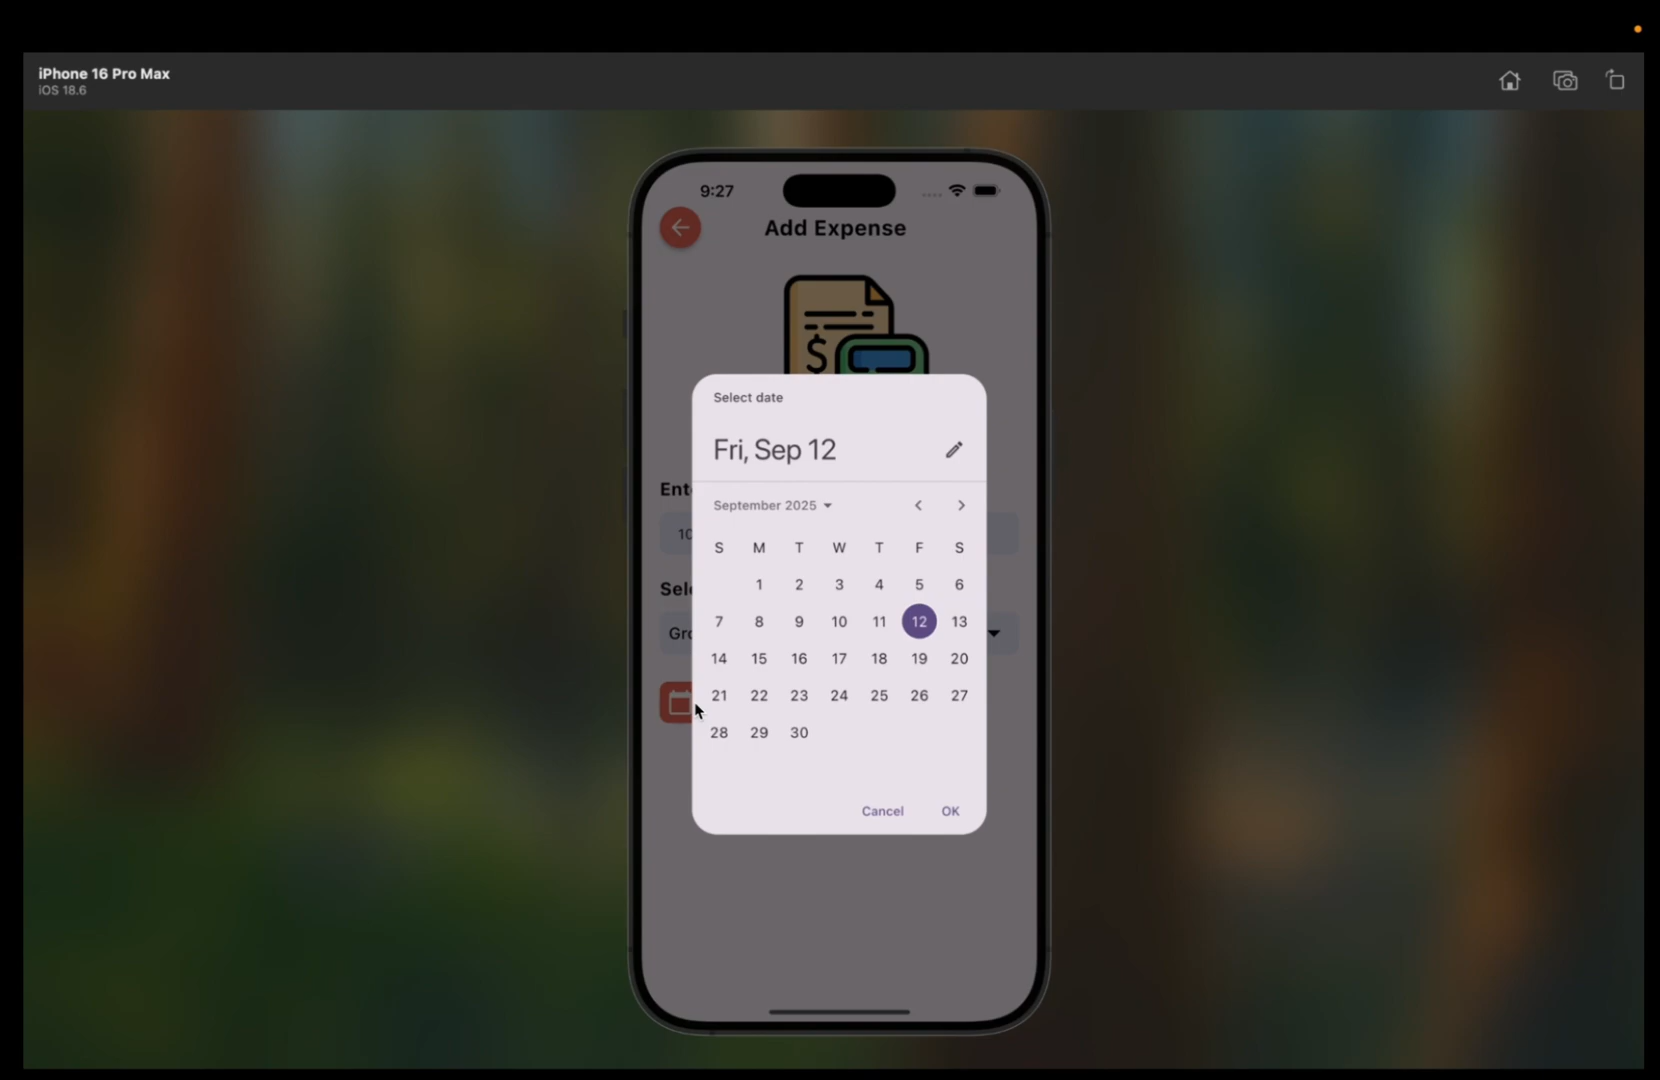 iPhone 16 Pro Max
iOS 18.6
9:27
Add Expense
$
Select date
Fri, Sep 12
September 2025
S M T W T F S
1 2 3 4 5 6
7 8 9 10 11 12 13
14 15 16 17 18 19 20
21 22 23 24 25 26 27
28 29 30
Cancel OK